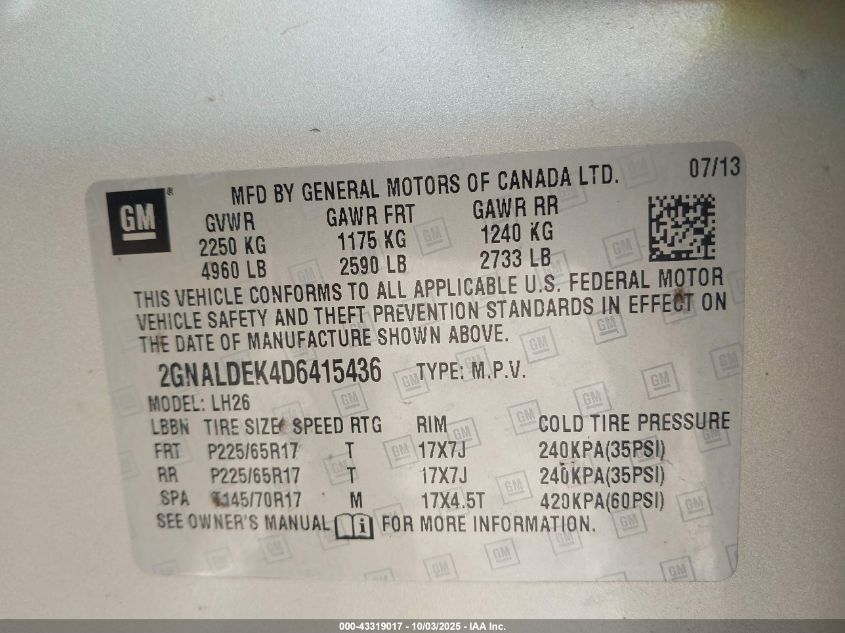 GM ® MFD BY GENERAL MOTORS OF CANADA LTD. 07/13
GVWR GAWR FRT GAWR RR
2250 KG 1175 KG 1240 KG
4960 LB 2590 LB 2733 LB
THIS VEHICLE CONFORMS TO ALL APPLICABLE U.S. FEDERAL MOTOR
VEHICLE SAFETY AND THEFT PREVENTION STANDARDS IN EFFECT ON
THE DATE OF MANUFACTURE SHOWN ABOVE.
2GNALDEK4D6415436 TYPE: M.P.V.
MODEL: LH26
LBBN TIRE SIZE SPEED RTG RIM COLD TIRE PRESSURE
FRT P225/65R17 T 17X7J 240KPA(35PSI)
RR P225/65R17 T 17X7J 240KPA(35PSI)
SPA T145/70R17 M 17X4.5T 420KPA(60PSI)
SEE OWNER'S MANUAL i FOR MORE INFORMATION.
000-43319017 - 10/03/2025 - IAA Inc.